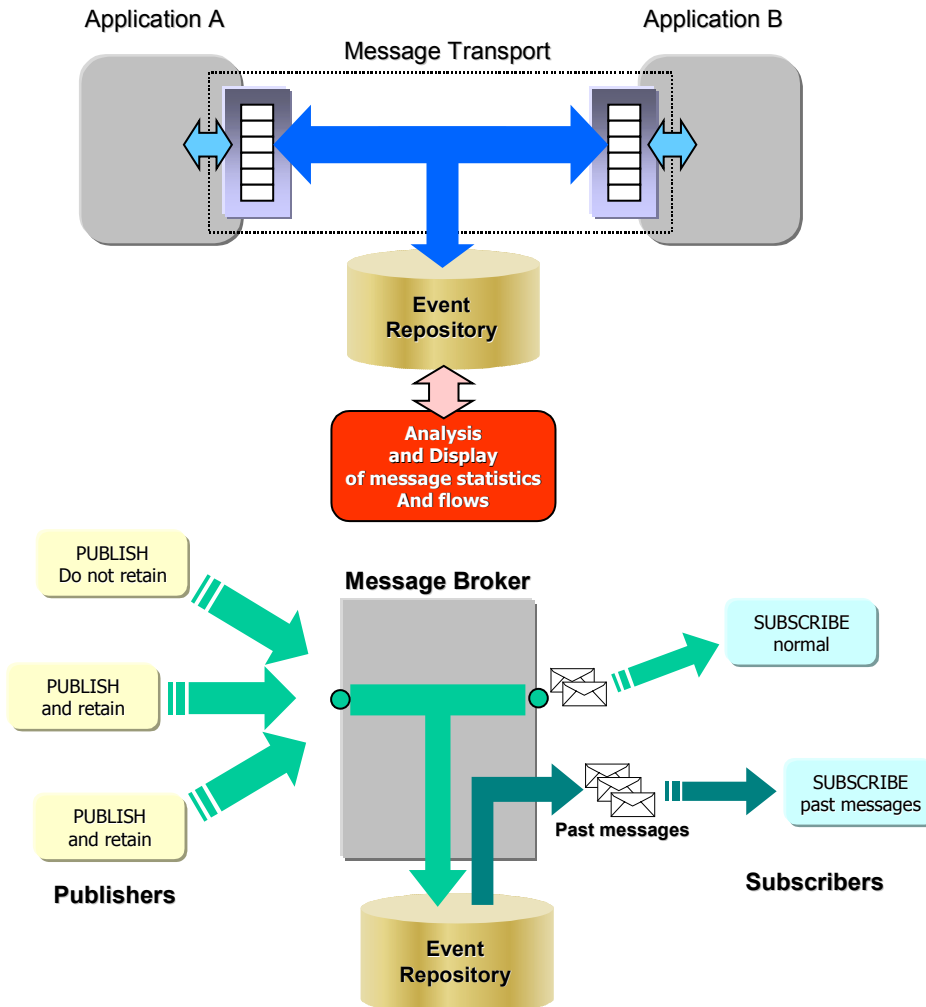 Application A
Application B
Message Transport
Event
Repository
Analysis
and Display
of message statistics
And flows
PUBLISH
Do not retain
Message Broker
SUBSCRIBE
normal
PUBLISH
and retain
SUBSCRIBE
past messages
PUBLISH
and retain
Past messages
Publishers
Subscribers
Event
Repository